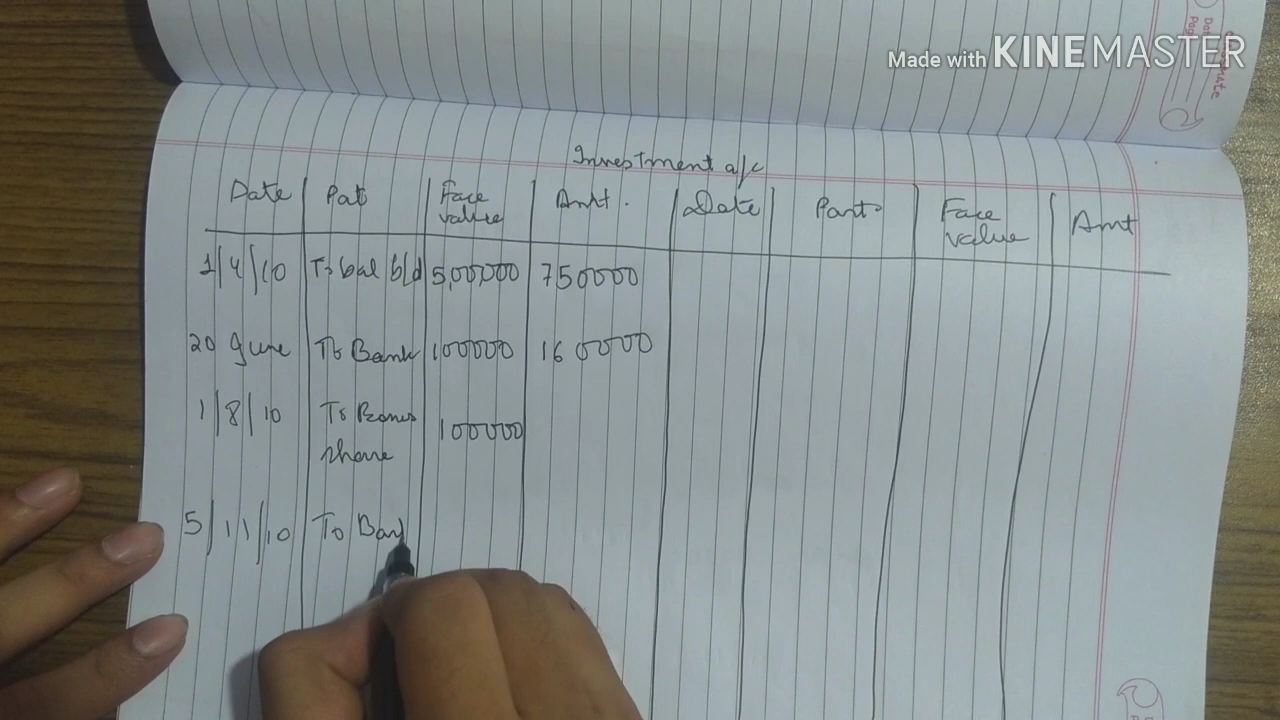 Made with KINEMASTER
Investment a/c
Date Pat Face value Amt. Date Part. Face value Amt
1/4/10 To bal b/d 5,00,000 750000
20 June To Bank 100000 160000
1/8/10 To Bonus share 100000
5/11/10 To Ban